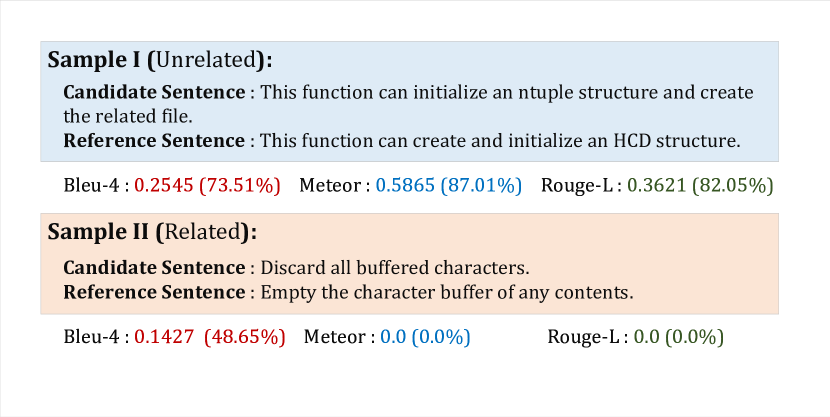 Sample I (Unrelated):
Candidate Sentence : This function can initialize an ntuple structure and create
the related file.
Reference Sentence : This function can create and initialize an HCD structure.
Bleu-4 : 0.2545 (73.51%) Meteor : 0.5865 (87.01%) Rouge-L : 0.3621 (82.05%)
Sample II (Related):
Candidate Sentence : Discard all buffered characters.
Reference Sentence : Empty the character buffer of any contents.
Bleu-4 : 0.1427 (48.65%) Meteor : 0.0 (0.0%) Rouge-L : 0.0 (0.0%)